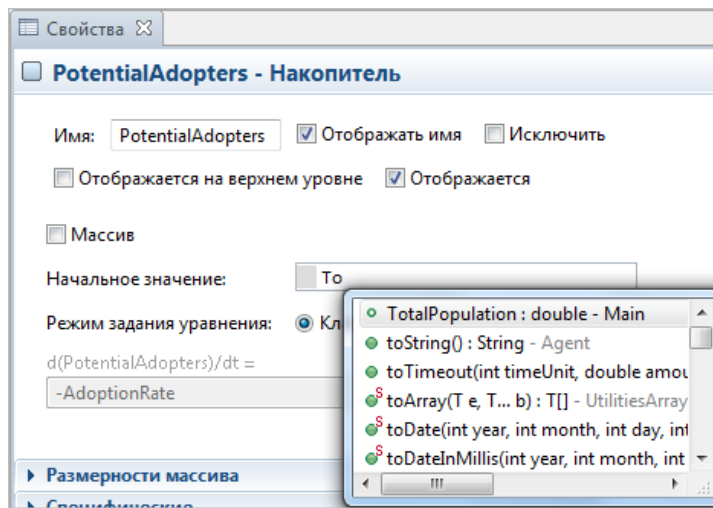 Свойства
PotentialAdopters - Накопитель
Имя: PotentialAdopters Отображать имя Исключить
Отображается на верхнем уровне Отображается
Массив
Начальное значение: To
TotalPopulation : double - Main
Режим задания уравнения: Кл
toString() : String - Agent
d(PotentialAdopters)/dt =
toTimeout(int timeUnit, double amou
-AdoptionRate
toArray(T e, T... b) : T[] - UtilitiesArray
toDate(int year, int month, int day, int
Размерности массива
toDateInMillis(int year, int month, int
Специфические